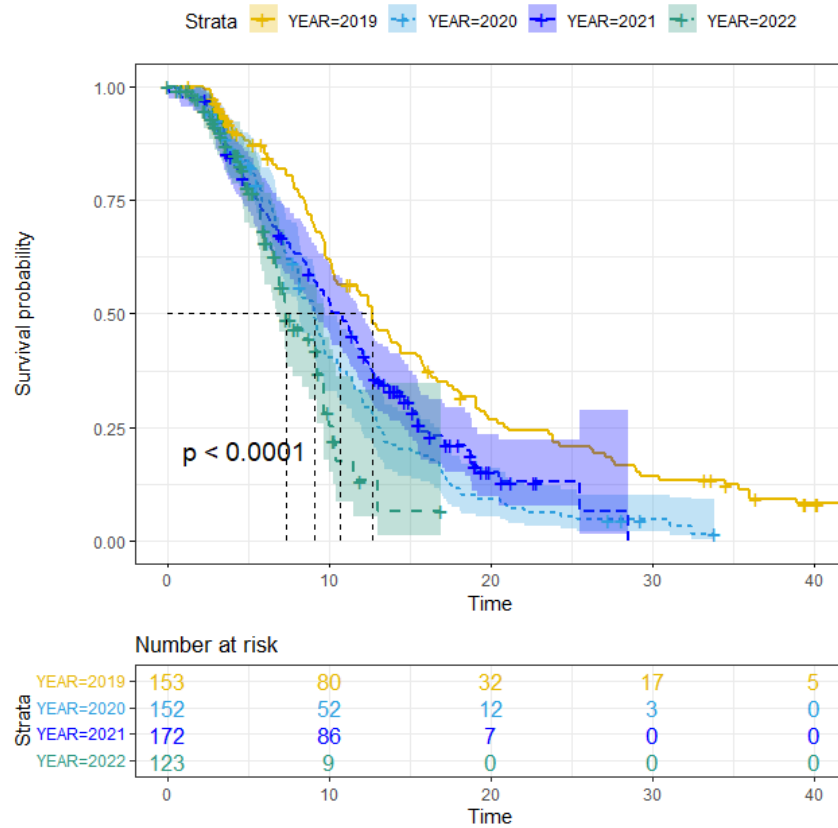 Strata YEAR=2019 YEAR=2020 YEAR=2021 YEAR=2022
1.00
0.75
0.50
0.25
0.00
Survival probability
p < 0.0001
0 10 20 30 40
Time
Number at risk
Strata
YEAR=2019 153 80 32 17 5
YEAR=2020 152 52 12 3 0
YEAR=2021 172 86 7 0 0
YEAR=2022 123 9 0 0 0
0 10 20 30 40
Time